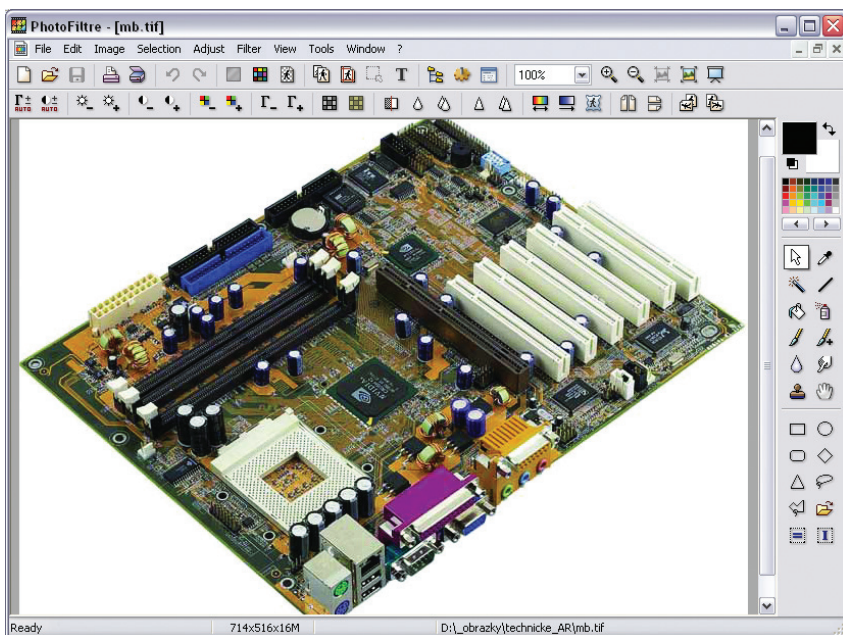 PhotoFiltre - [mb.tif]
File Edit Image Selection Adjust Filter View Tools Window ?
T 100%
Γ± AUTO AUTO Γ− Γ+
NVIDIA
Ready 714x516x16M D:\_obrazky\technicke_AR\mb.tif